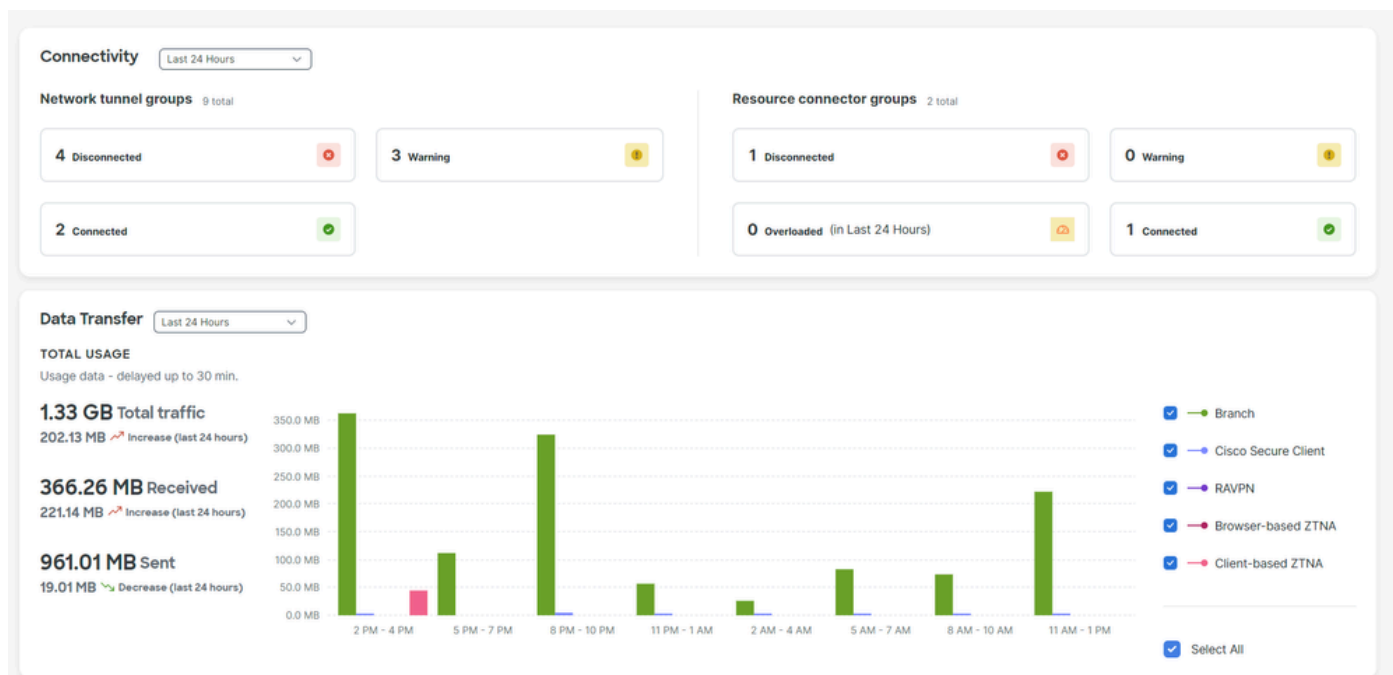 Connectivity Last 24 Hours
Network tunnel groups 9 total
4 Disconnected
3 Warning
2 Connected
Resource connector groups 2 total
1 Disconnected
0 Warning
0 Overloaded (in Last 24 Hours)
1 Connected
Data Transfer Last 24 Hours
TOTAL USAGE
Usage data - delayed up to 30 min.
1.33 GB Total traffic
202.13 MB Increase (last 24 hours)
366.26 MB Received
221.14 MB Increase (last 24 hours)
961.01 MB Sent
19.01 MB Decrease (last 24 hours)
350.0 MB
300.0 MB
250.0 MB
200.0 MB
150.0 MB
100.0 MB
50.0 MB
0.0 MB
2 PM - 4 PM 5 PM - 7 PM 8 PM - 10 PM 11 PM - 1 AM 2 AM - 4 AM 5 AM - 7 AM 8 AM - 10 AM 11 AM - 1 PM
Branch
Cisco Secure Client
RAVPN
Browser-based ZTNA
Client-based ZTNA
Select All